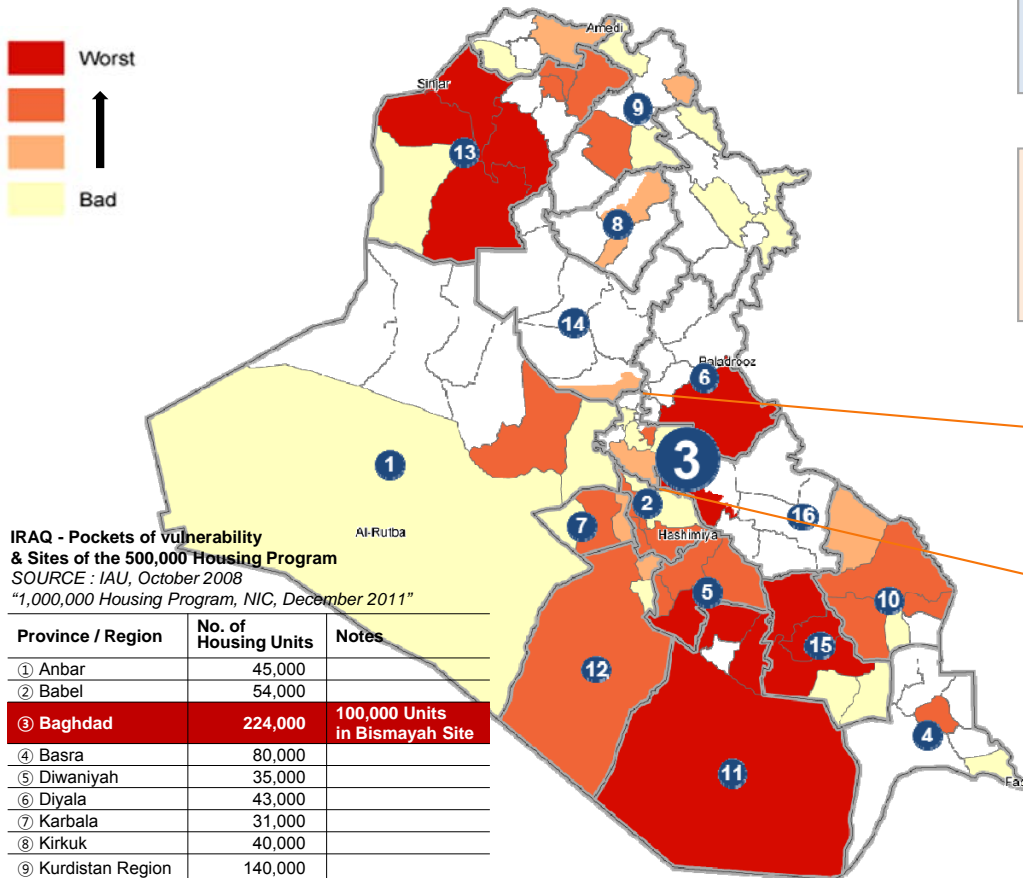 Worst
Bad
Amedi
Sinjar
9
13
8
14
Baladrooz
6
3
1
2
16
7
Al-Rutba
Hashimiya
5
10
15
12
4
11
IRAQ - Pockets of vulnerability
& Sites of the 500,000 Housing Program
SOURCE : IAU, October 2008
“1,000,000 Housing Program, NIC, December 2011”
Province / Region No. of Housing Units Notes
① Anbar 45,000
② Babel 54,000
③ Baghdad 224,000 100,000 Units in Bismayah Site
④ Basra 80,000
⑤ Diwaniyah 35,000
⑥ Diyala 43,000
⑦ Karbala 31,000
⑧ Kirkuk 40,000
⑨ Kurdistan Region 140,000